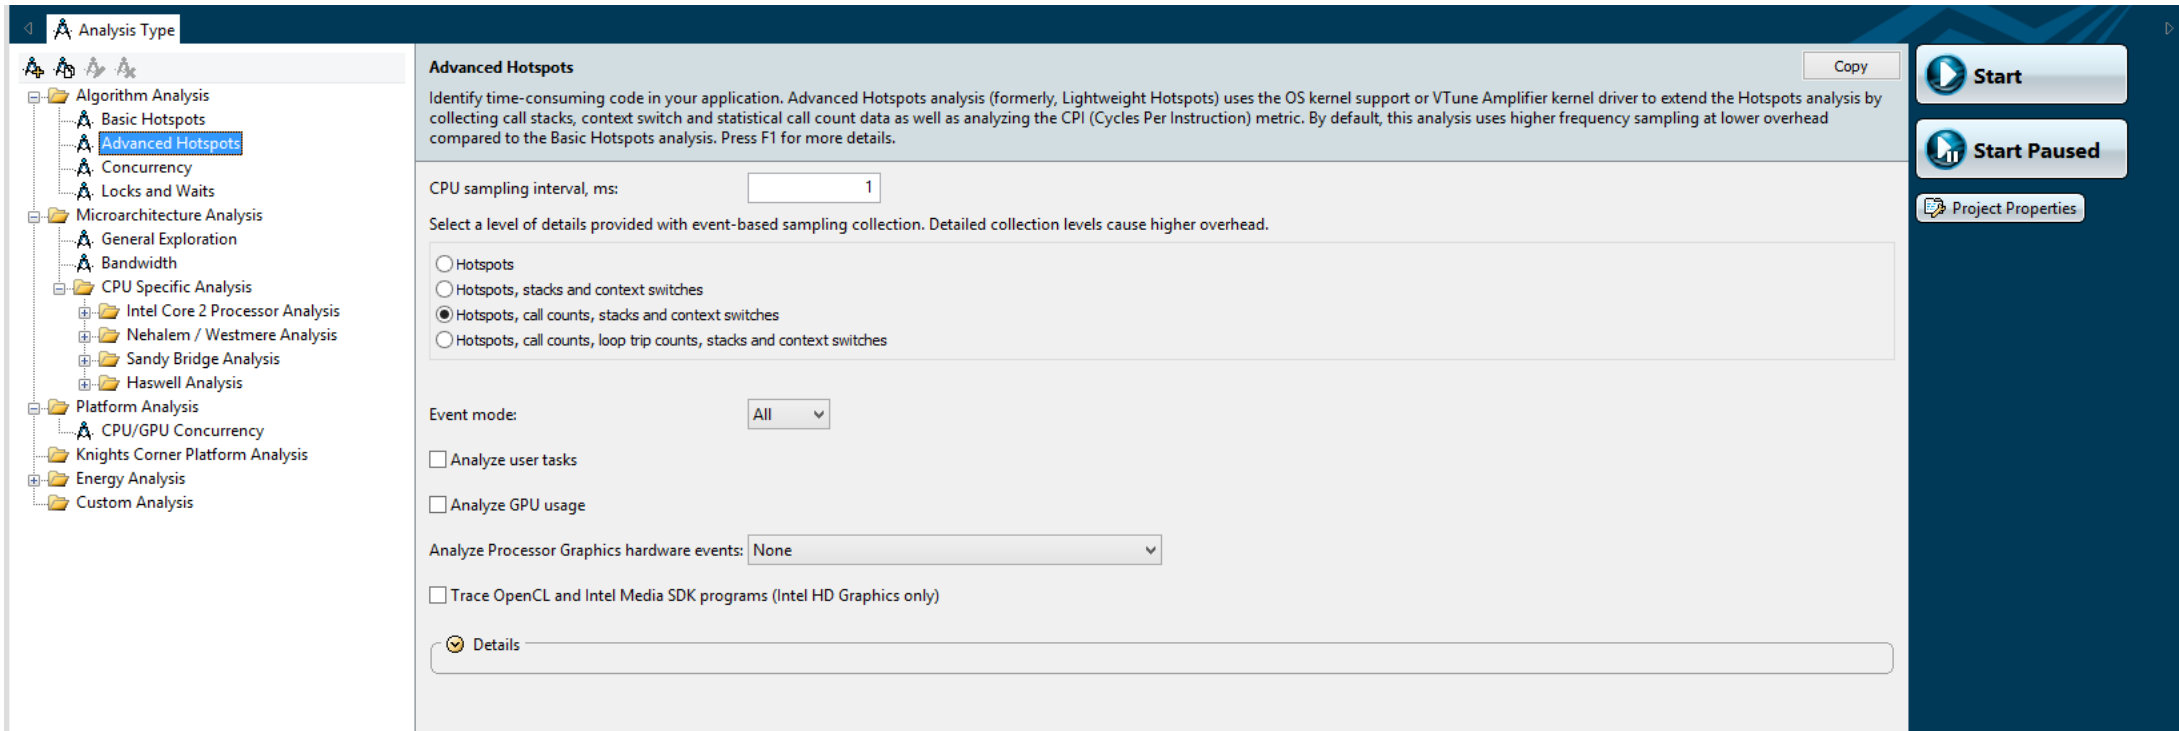 Analysis Type
Algorithm Analysis
Basic Hotspots
Advanced Hotspots
Concurrency
Locks and Waits
Microarchitecture Analysis
General Exploration
Bandwidth
CPU Specific Analysis
Intel Core 2 Processor Analysis
Nehalem / Westmere Analysis
Sandy Bridge Analysis
Haswell Analysis
Platform Analysis
CPU/GPU Concurrency
Knights Corner Platform Analysis
Energy Analysis
Custom Analysis
Advanced Hotspots
Copy
Identify time-consuming code in your application. Advanced Hotspots analysis (formerly, Lightweight Hotspots) uses the OS kernel support or VTune Amplifier kernel driver to extend the Hotspots analysis by
collecting call stacks, context switch and statistical call count data as well as analyzing the CPI (Cycles Per Instruction) metric. By default, this analysis uses higher frequency sampling at lower overhead
compared to the Basic Hotspots analysis. Press F1 for more details.
CPU sampling interval, ms: 1
Select a level of details provided with event-based sampling collection. Detailed collection levels cause higher overhead.
Hotspots
Hotspots, stacks and context switches
Hotspots, call counts, stacks and context switches
Hotspots, call counts, loop trip counts, stacks and context switches
Event mode: All
Analyze user tasks
Analyze GPU usage
Analyze Processor Graphics hardware events: None
Trace OpenCL and Intel Media SDK programs (Intel HD Graphics only)
Details
Start
Start Paused
Project Properties